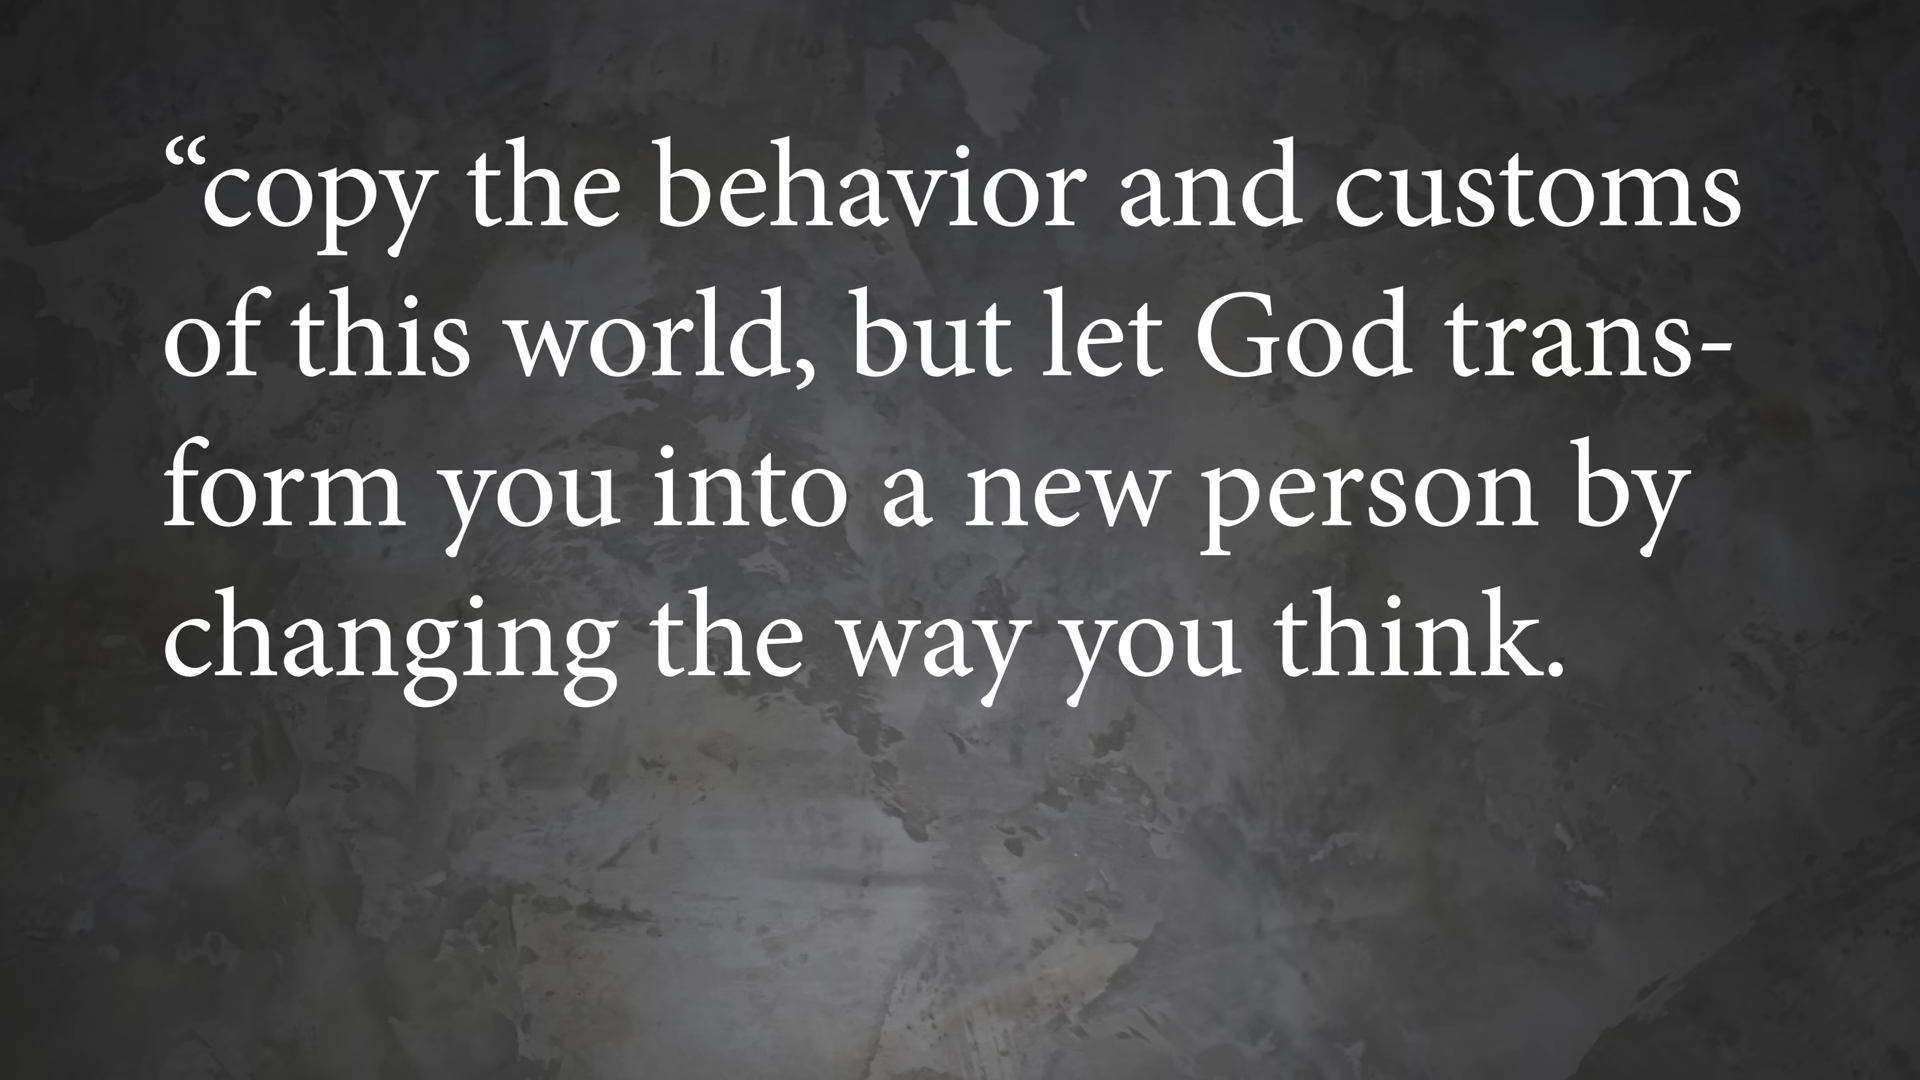 “copy the behavior and customs
of this world, but let God trans-
form you into a new person by
changing the way you think.